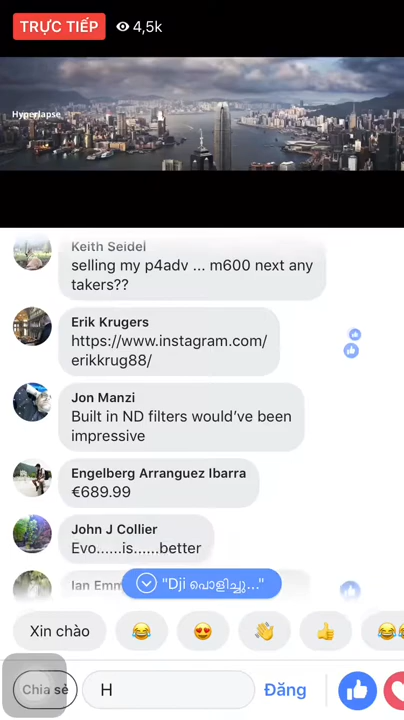 TRỰC TIẾP
4,5k
Hyperlapse
Keith Seidel
selling my p4adv ... m600 next any
takers??
Erik Krugers
https://www.instagram.com/
erikkrug88/
Jon Manzi
Built in ND filters would’ve been
impressive
Engelberg Arranguez Ibarra
€689.99
John J Collier
Evo......is......better
Ian Emm
"Dji പൊളിച്ചു..."
Xin chào
Chia sẻ
H
Đăng